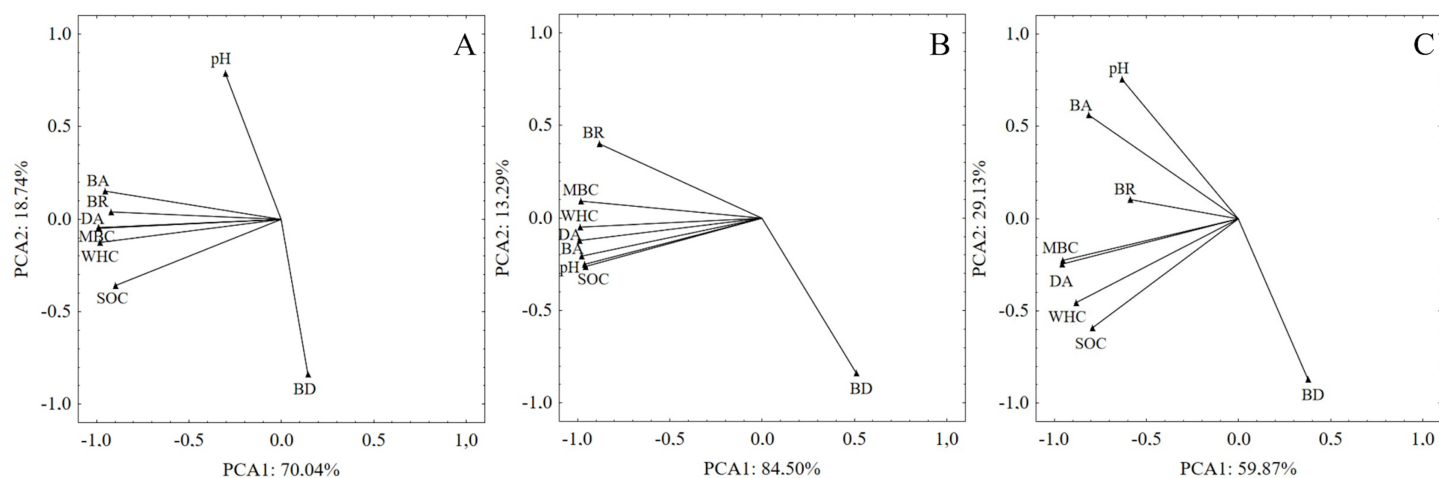 A
1.0
0.5
0.0
-0.5
-1.0
PCA2: 18.74%
pH
BA
BR
DA
MBC
WHC
SOC
BD
-1.0 -0.5 0.0 0.5 1,0
PCA1: 70.04%
B
1.0
0.5
0.0
-0.5
-1.0
PCA2: 13.29%
BR
MBC
WHC
DA
BA
pH
SOC
BD
-1.0 -0.5 0.0 0.5 1.0
PCA1: 84.50%
C
1.0
0.5
0.0
-0.5
-1.0
PCA2: 29.13%
pH
BA
BR
MBC
DA
WHC
SOC
BD
-1.0 -0.5 0.0 0.5 1,0
PCA1: 59.87%